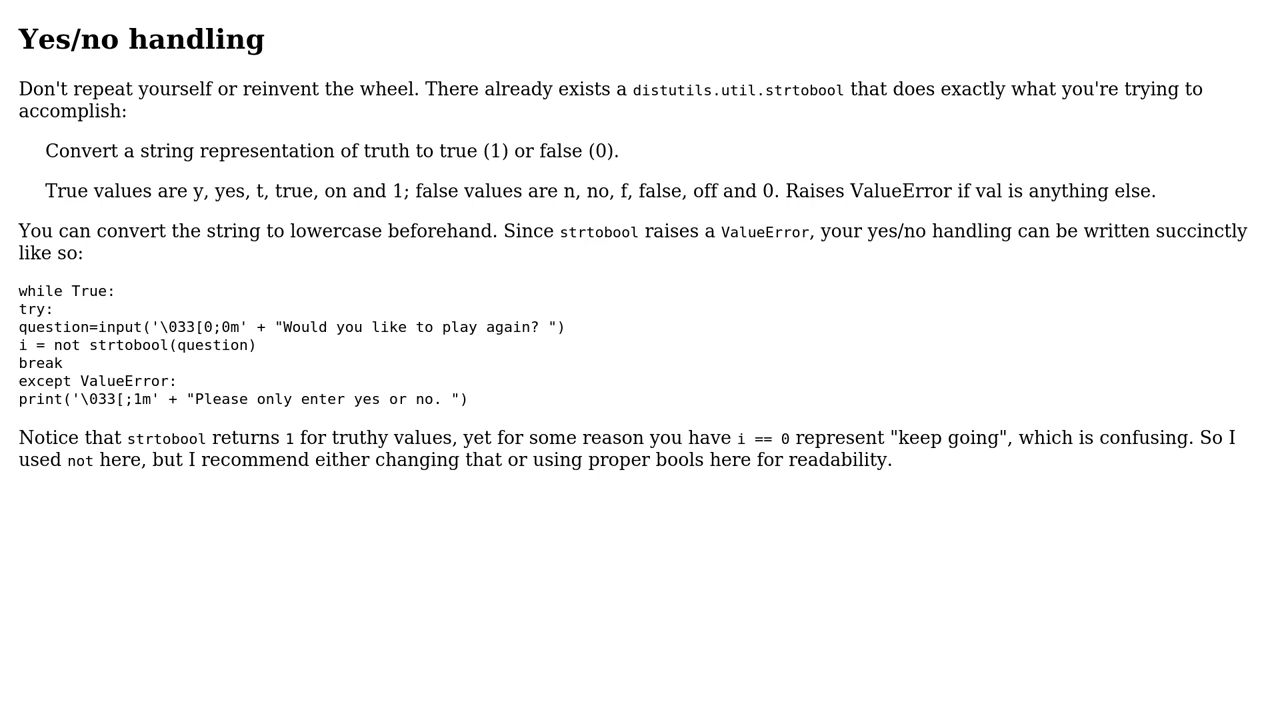 Yes/no handling
Don't repeat yourself or reinvent the wheel. There already exists a distutils.util.strtobool that does exactly what you're trying to
accomplish:
Convert a string representation of truth to true (1) or false (0).
True values are y, yes, t, true, on and 1; false values are n, no, f, false, off and 0. Raises ValueError if val is anything else.
You can convert the string to lowercase beforehand. Since strtobool raises a ValueError, your yes/no handling can be written succinctly
like so:
while True:
try:
question=input('\033[0;0m' + "Would you like to play again? ")
i = not strtobool(question)
break
except ValueError:
print('\033[;1m' + "Please only enter yes or no. ")
Notice that strtobool returns 1 for truthy values, yet for some reason you have i == 0 represent "keep going", which is confusing. So I
used not here, but I recommend either changing that or using proper bools here for readability.